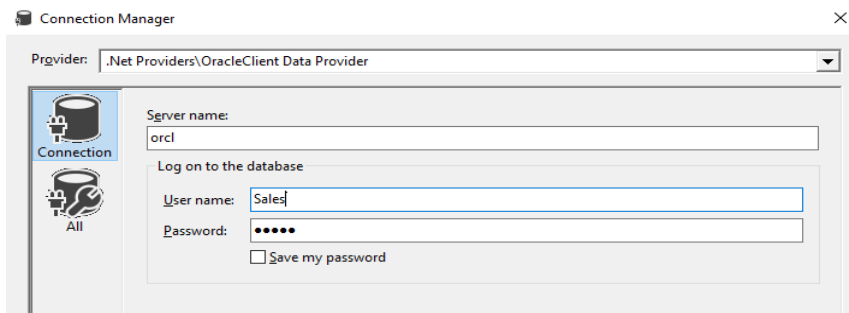 Connection Manager
Provider: .Net Providers\OracleClient Data Provider
Connection
All
Server name:
orcl
Log on to the database
User name: Sales
Password: •••••
Save my password